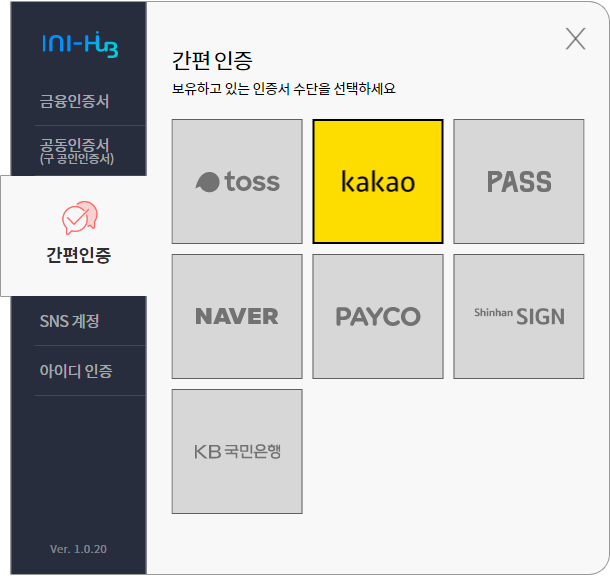 INI-HUB
금융인증서
공동인증서
(구 공인인증서)
간편인증
SNS 계정
아이디 인증
Ver. 1.0.20
간편 인증
보유하고 있는 인증서 수단을 선택하세요
toss
kakao
PASS
NAVER
PAYCO
Shinhan SIGN
KB 국민은행